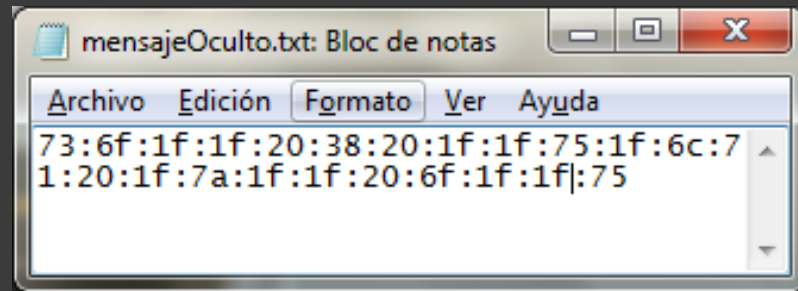 mensajeOculto.txt: Bloc de notas
Archivo Edición Formato Ver Ayuda
73:6f:1f:1f:20:38:20:1f:1f:75:1f:6c:7
1:20:1f:7a:1f:1f:20:6f:1f:1f:75